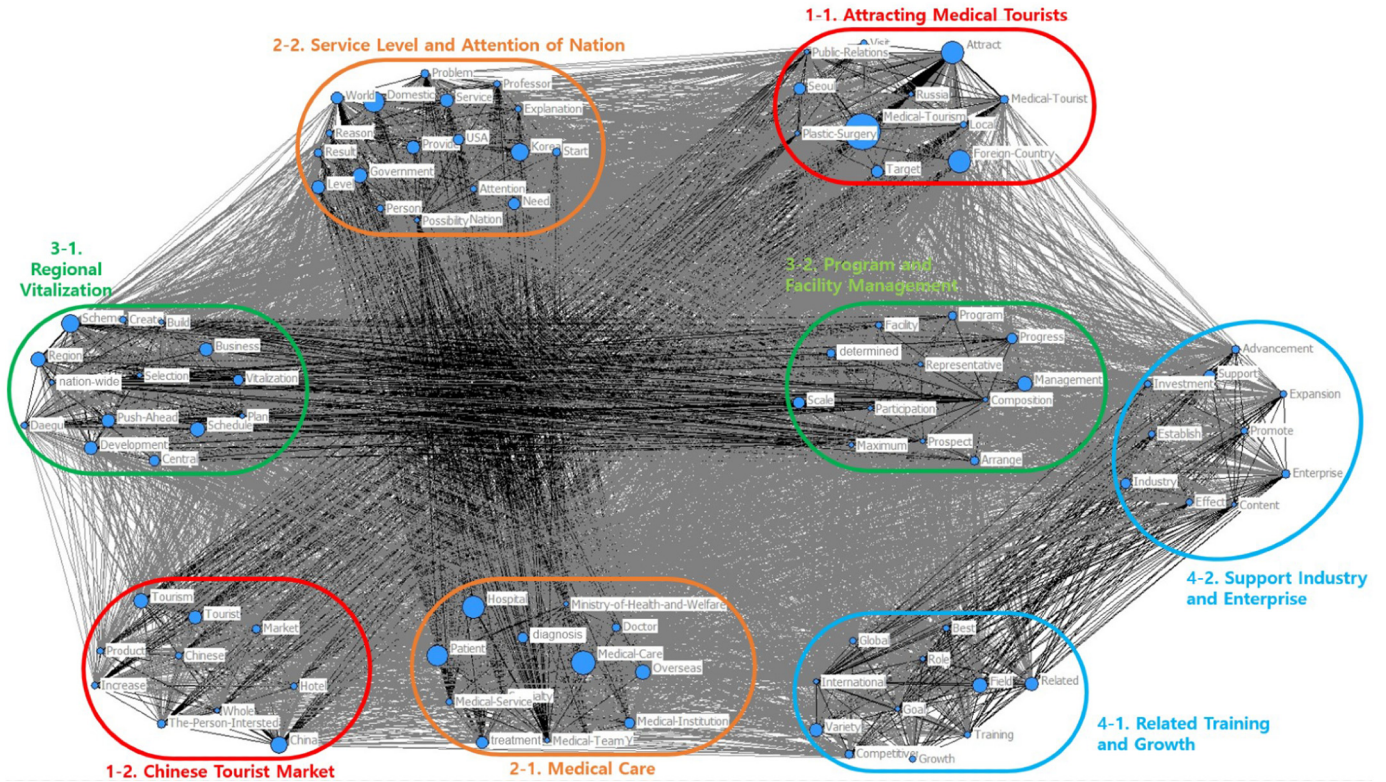 1-1. Attracting Medical Tourists
Public-Relations
Attract
Seoul
Russia
Medical-Tourist
Medical-Tourism
Local
Plastic-Surgery
Foreign-Country
Target
2-2. Service Level and Attention of Nation
Problem
Professor
World
Domestic
Service
Explanation
Reason
USA
Korea
Start
Result
Government
Level
Attention
Need
Person
Possibility
Nation
3-1.
Regional
Vitalization
Scheme
Create
Build
Business
Region
nation-wide
Selection
Vitalization
Push-Ahead
Plan
Daegu
Schedule
Development
Central
3-2. Program and
Facility Management
Program
Facility
Progress
determined
Representative
Management
Scale
Composition
Participation
Maximum
Prospect
Arrange
Advancement
Support
Investment
Expansion
Establish
Promote
Industry
Enterprise
Effect
Content
4-2. Support Industry
and Enterprise
Tourism
Tourist
Market
Product
Chinese
Increase
Hotel
Whole
The-Person-Intersted
China
1-2. Chinese Tourist Market
Hospital
Ministry-of-Health-and-Welfare
diagnosis
Doctor
Patient
Medical-Care
Overseas
Medical-Service
Medical-Institution
treatment
Medical-Team
2-1. Medical Care
Best
Global
Role
International
Field
Related
Goal
Variety
Training
Competitive
Growth
4-1. Related Training
and Growth